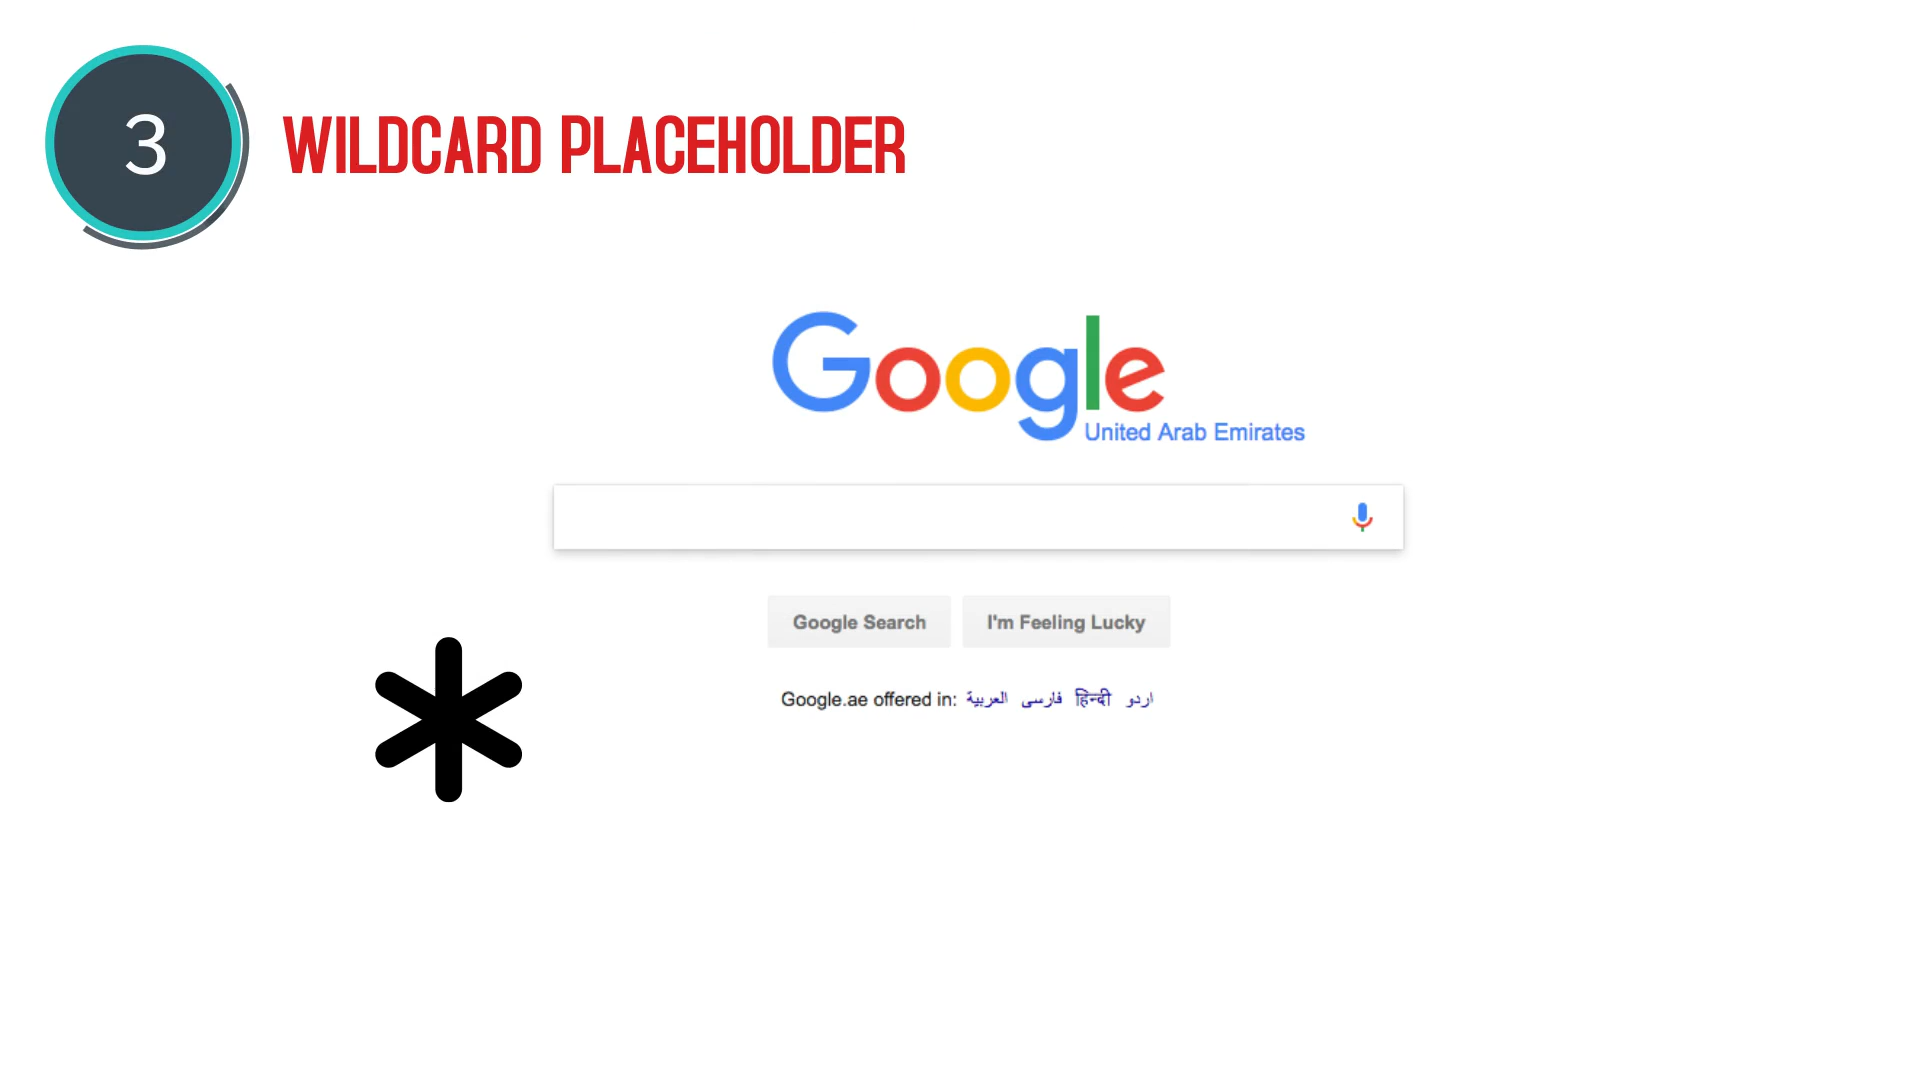 3
WILDCARD PLACEHOLDER
Google
United Arab Emirates
Google Search I'm Feeling Lucky
Google.ae offered in: العربية فارسی हिन्दी اردو
*